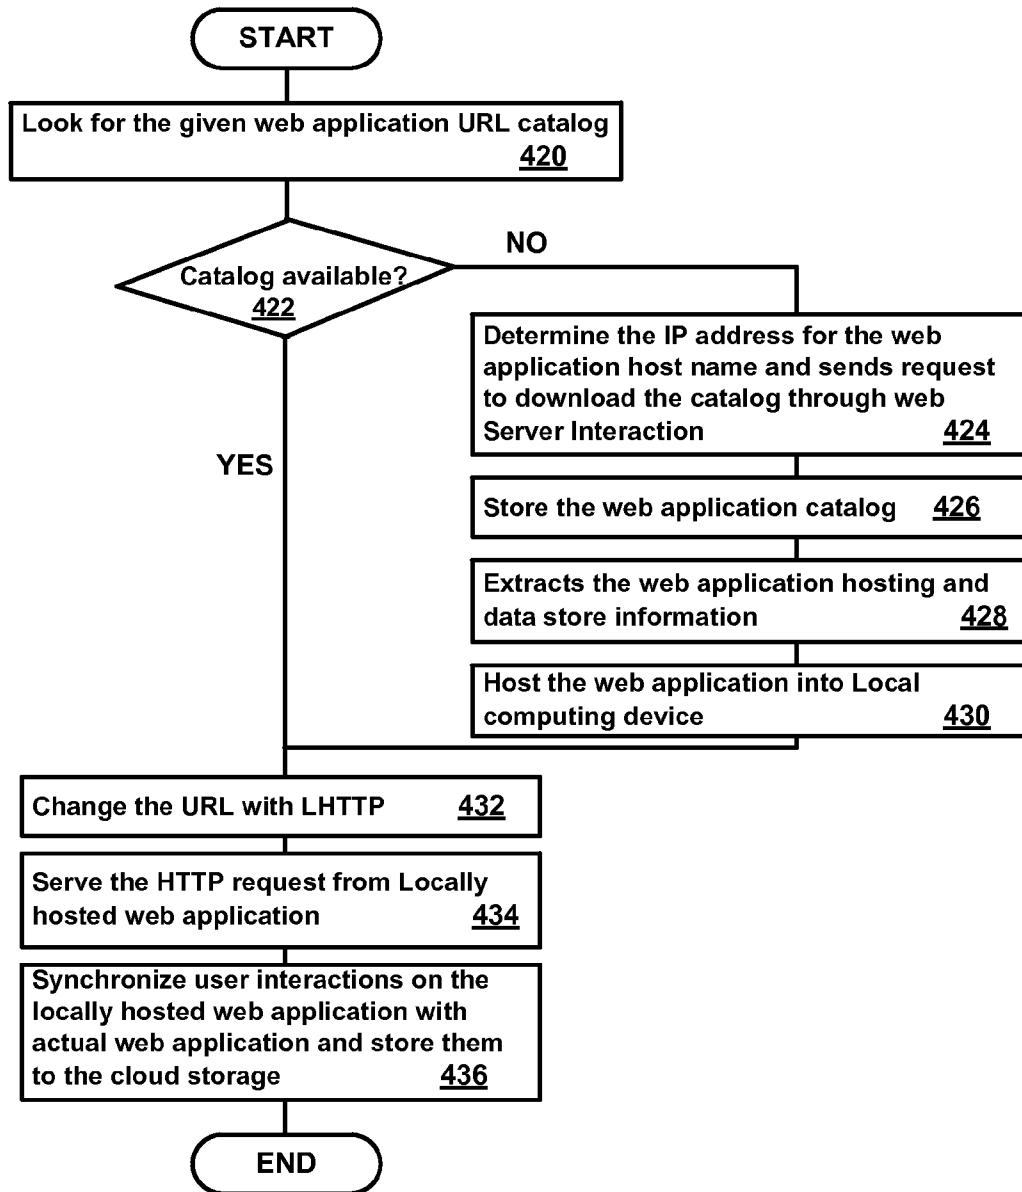 START
Look for the given web application URL catalog
420
Catalog available?
422
NO
YES
Determine the IP address for the web
application host name and sends request
to download the catalog through web
Server Interaction 424
Store the web application catalog 426
Extracts the web application hosting and
data store information 428
Host the web application into Local
computing device 430
Change the URL with LHTTP 432
Serve the HTTP request from Locally
hosted web application 434
Synchronize user interactions on the
locally hosted web application with
actual web application and store them
to the cloud storage 436
END